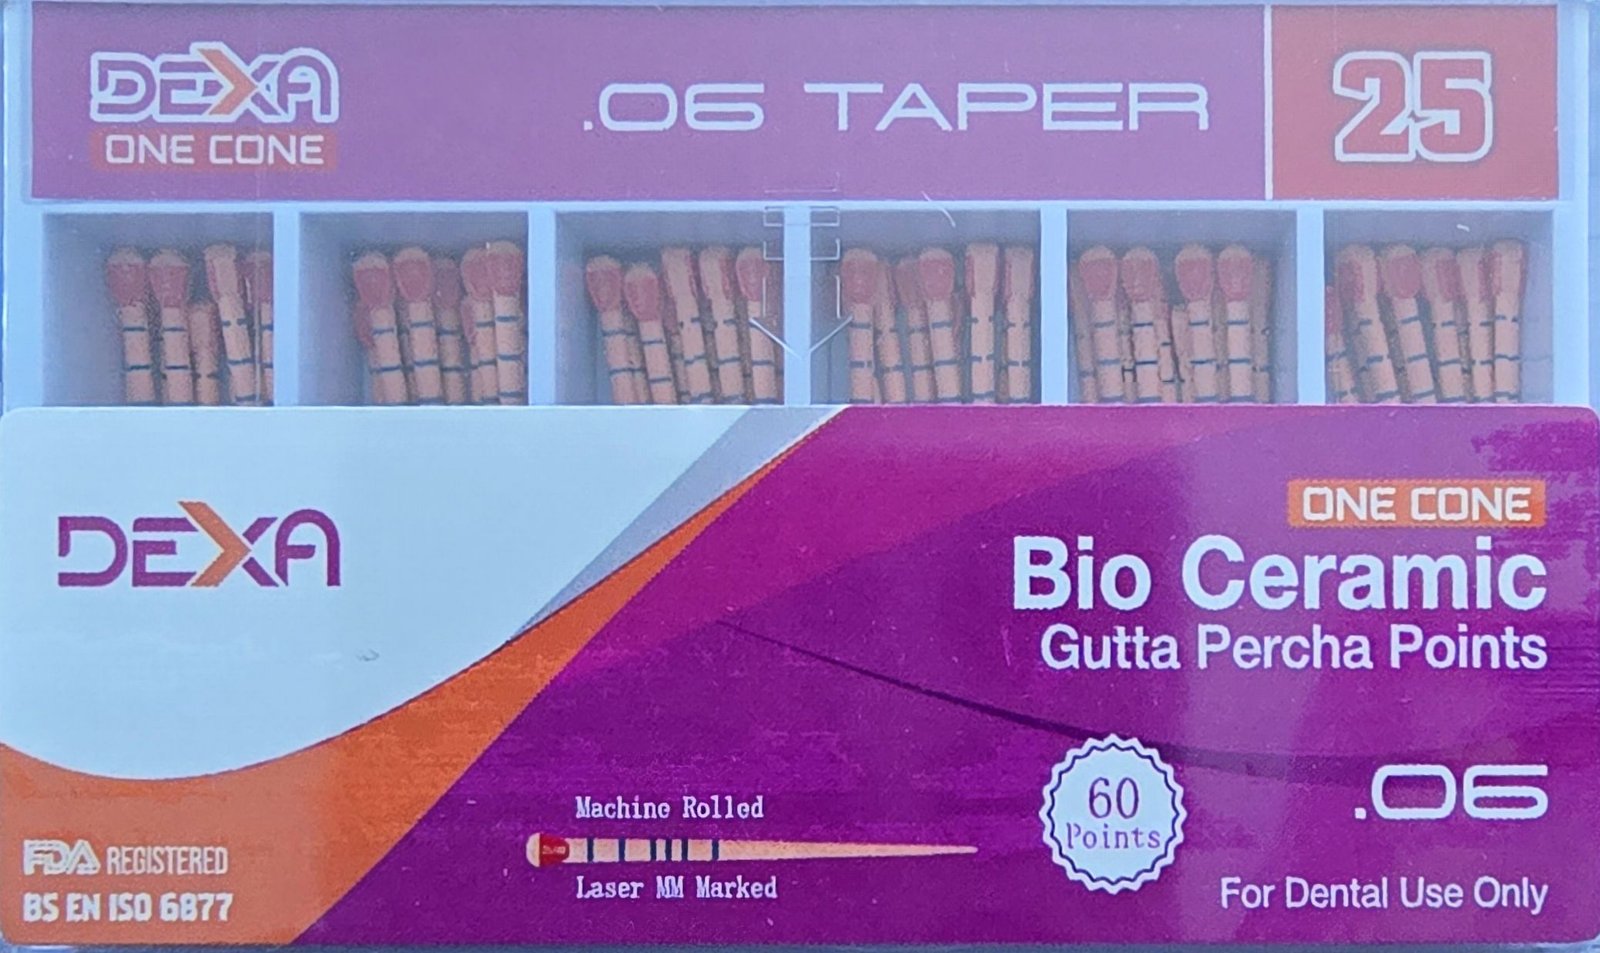 DEXA
ONE CONE
.06 TAPER
25
DEXA
ONE CONE
Bio Ceramic
Gutta Percha Points
.06
60
Points
Machine Rolled
Laser MM Marked
FDA REGISTERED
BS EN ISO 6877
For Dental Use Only